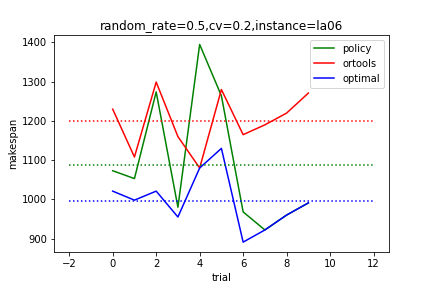 random_rate=0.5,cv=0.2,instance=la06
1400
1300
1200
1100
1000
900
makespan
policy
ortools
optimal
−2 0 2 4 6 8 10 12
trial